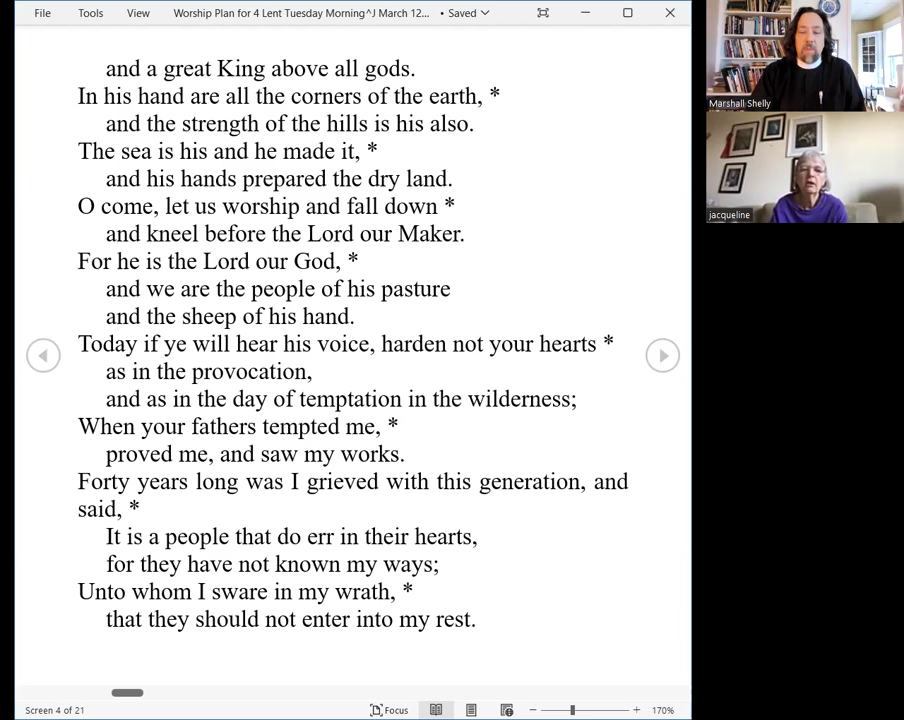 File Tools View Worship Plan for 4 Lent Tuesday Morning^J March 12... • Saved
and a great King above all gods.
In his hand are all the corners of the earth, *
and the strength of the hills is his also.
The sea is his and he made it, *
and his hands prepared the dry land.
O come, let us worship and fall down *
and kneel before the Lord our Maker.
For he is the Lord our God, *
and we are the people of his pasture
and the sheep of his hand.
Today if ye will hear his voice, harden not your hearts *
as in the provocation,
and as in the day of temptation in the wilderness;
When your fathers tempted me, *
proved me, and saw my works.
Forty years long was I grieved with this generation, and
said, *
It is a people that do err in their hearts,
for they have not known my ways;
Unto whom I sware in my wrath, *
that they should not enter into my rest.
Screen 4 of 21 Focus 170%
Marshall Shelly
jacqueline